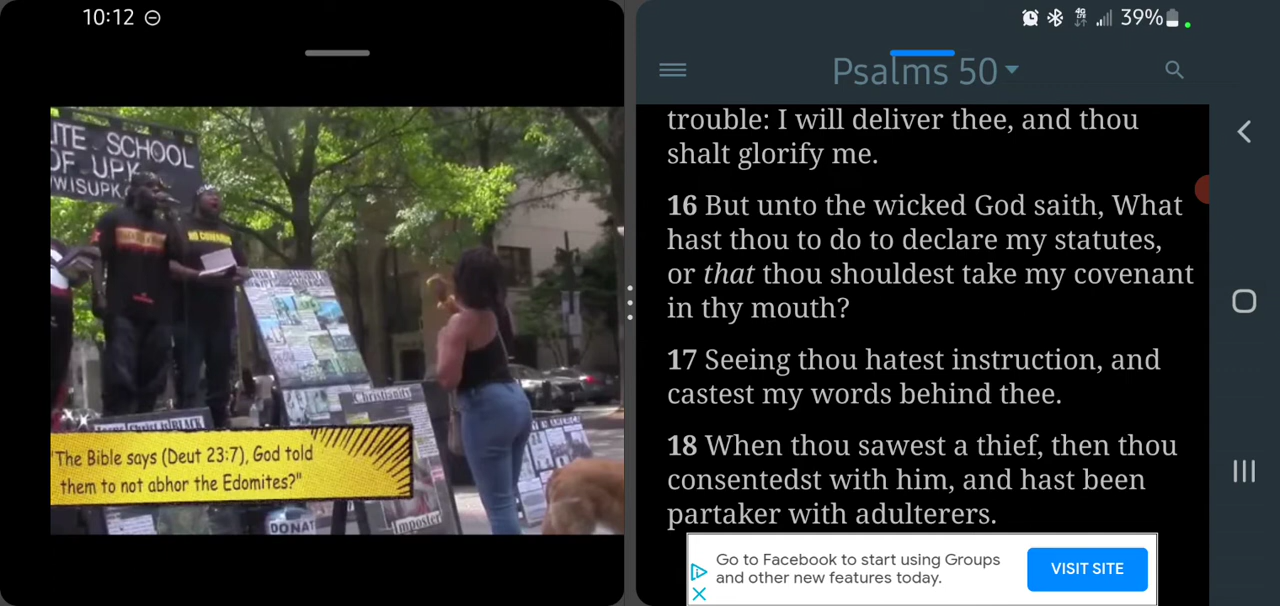 10:12
39%
Psalms 50
trouble: I will deliver thee, and thou
shalt glorify me.
16 But unto the wicked God saith, What
hast thou to do to declare my statutes,
or that thou shouldest take my covenant
in thy mouth?
17 Seeing thou hatest instruction, and
castest my words behind thee.
18 When thou sawest a thief, then thou
consentedst with him, and hast been
partaker with adulterers.
Go to Facebook to start using Groups
and other new features today.
VISIT SITE
ITE SCHOOL
OF UPK
W.ISUPK
NO COWARDS
Christianity
"The Bible says (Deut 23:7), God told
them to not abhor the Edomites?"
DONAT
Imposter